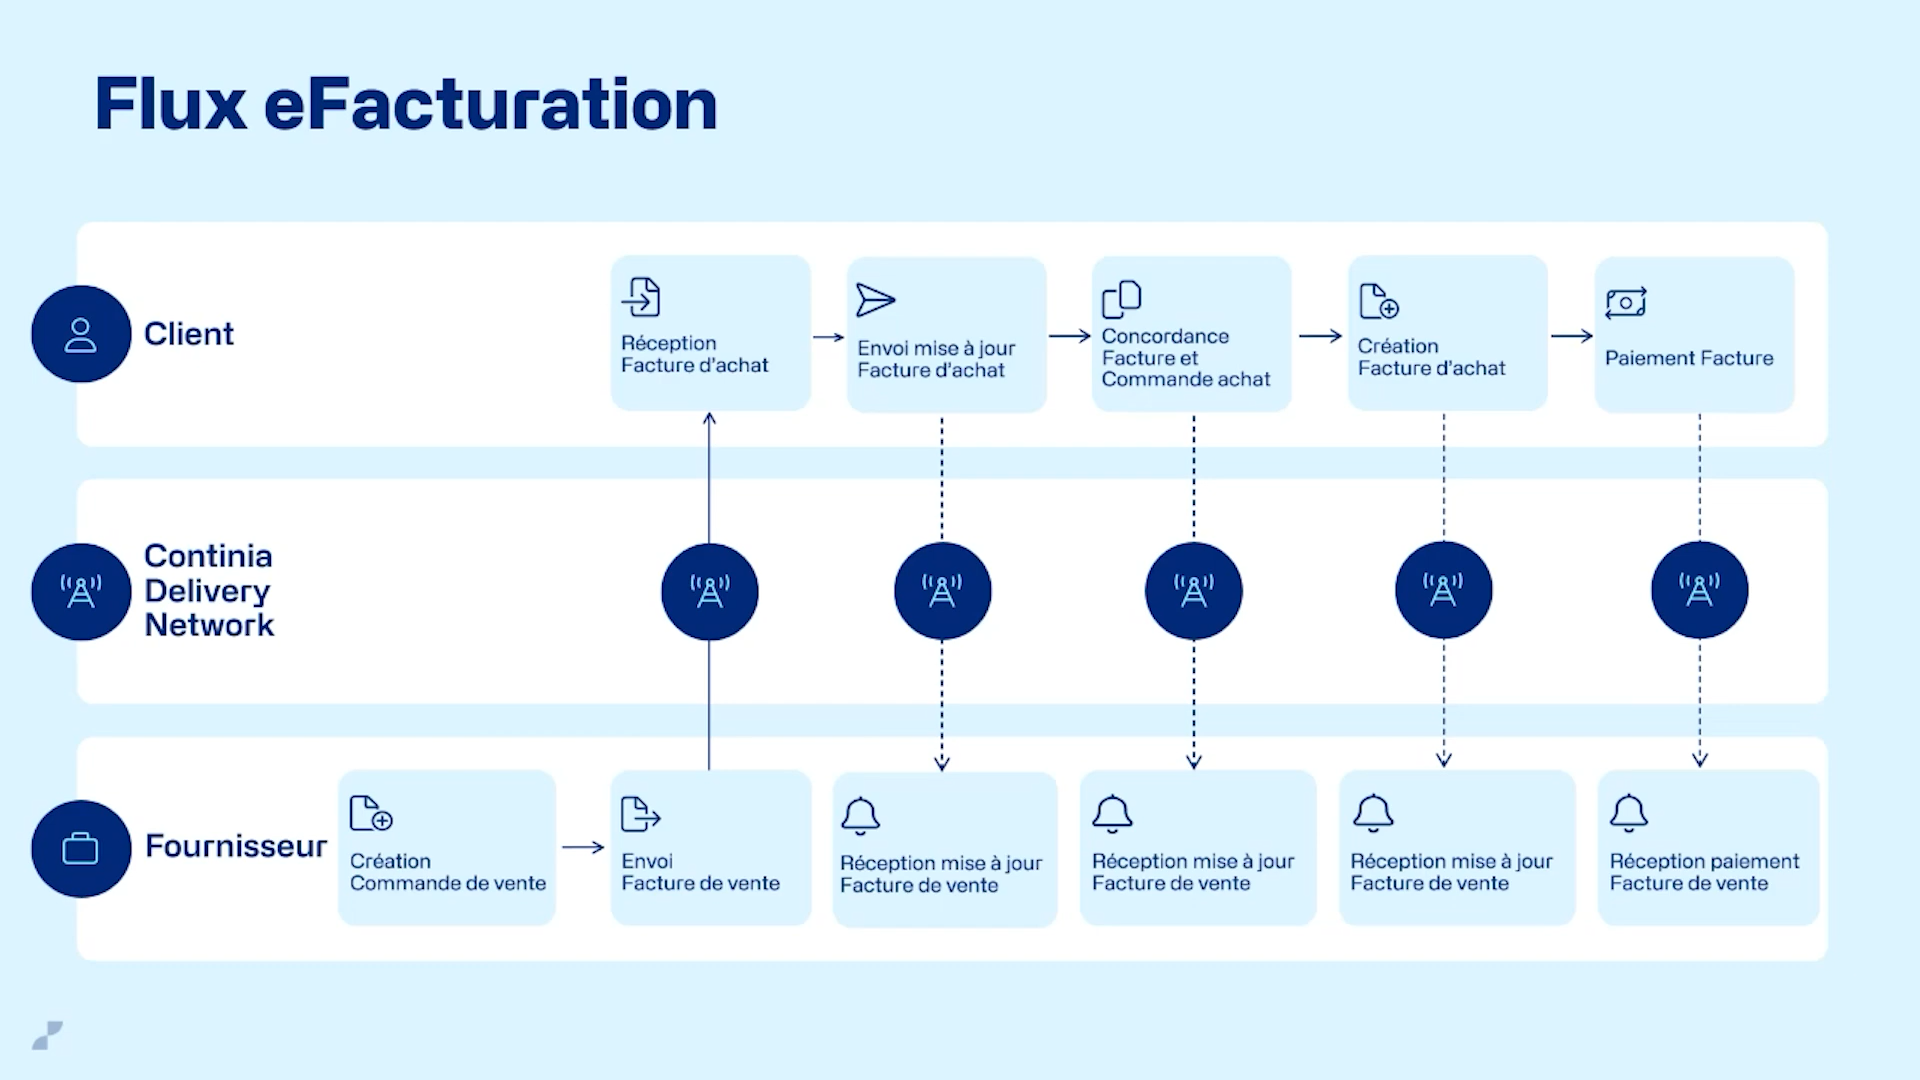 Flux eFacturation
Client
Réception
Facture d'achat
Envoi mise à jour
Facture d'achat
Concordance
Facture et
Commande achat
Création
Facture d'achat
Paiement Facture
Continia
Delivery
Network
Fournisseur
Création
Commande de vente
Envoi
Facture de vente
Réception mise à jour
Facture de vente
Réception mise à jour
Facture de vente
Réception mise à jour
Facture de vente
Réception paiement
Facture de vente